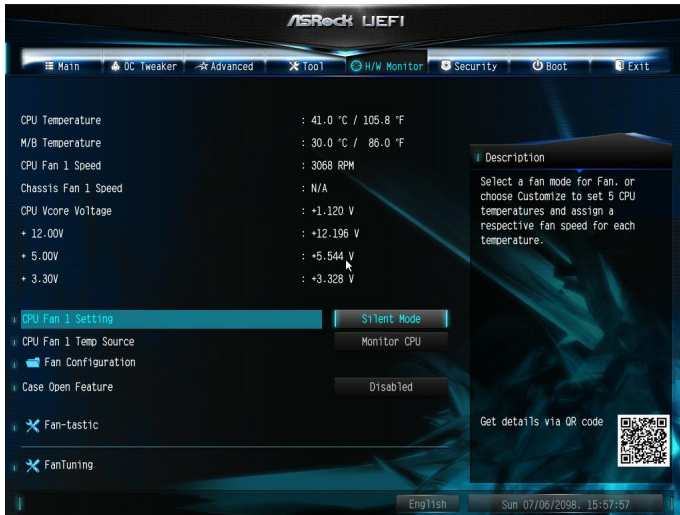 ASRock UEFI
Main OC Tweaker Advanced Tool H/W Monitor Security Boot Exit
CPU Temperature : 41.0 °C / 105.8 °F
M/B Temperature : 30.0 °C / 86.0 °F
CPU Fan 1 Speed : 3068 RPM
Chassis Fan 1 Speed : N/A
CPU Vcore Voltage : +1.120 V
+ 12.00V : +12.196 V
+ 5.00V : +5.544 V
+ 3.30V : +3.328 V
CPU Fan 1 Setting Silent Mode
CPU Fan 1 Temp Source Monitor CPU
Fan Configuration
Case Open Feature Disabled
Fan-tastic
FanTuning
Description
Select a fan mode for Fan, or
choose Customize to set 5 CPU
temperatures and assign a
respective fan speed for each
temperature.
Get details via QR code
English Sun 07/06/2098. 15:57:57